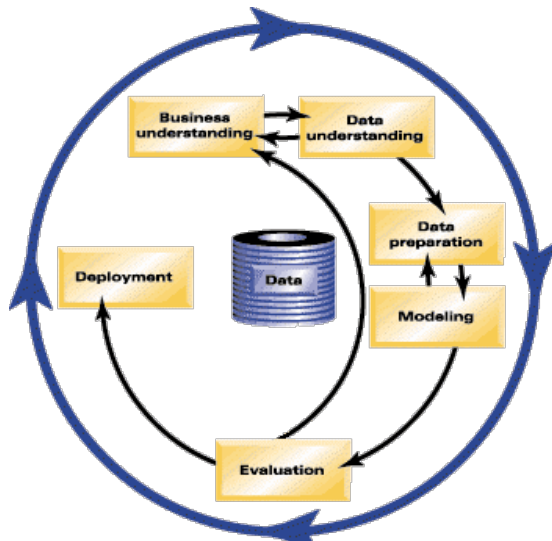 Business
understanding
Data
understanding
Data
preparation
Modeling
Evaluation
Deployment
Data